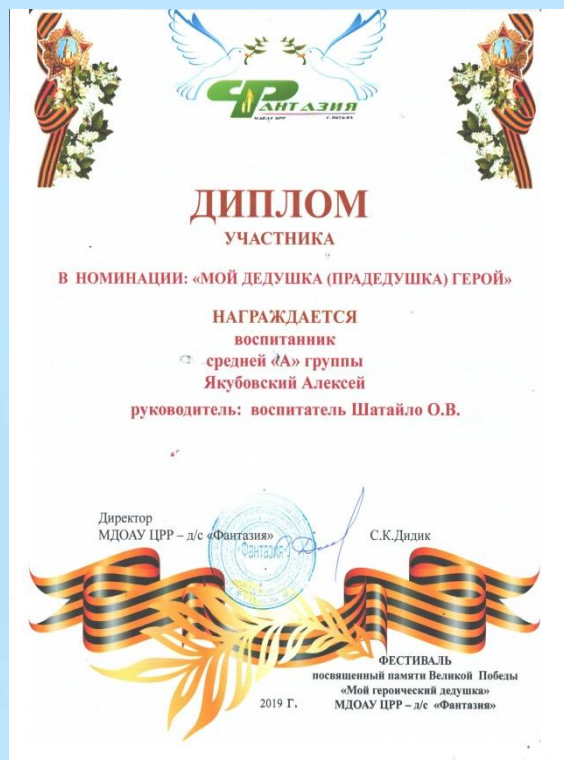 ФАНТАЗИЯ
ДИПЛОМ
УЧАСТНИКА
В НОМИНАЦИИ: «МОЙ ДЕДУШКА (ПРАДЕДУШКА) ГЕРОЙ»
НАГРАЖДАЕТСЯ
воспитанник
средней «А» группы
Якубовский Алексей
руководитель: воспитатель Шатайло О.В.
Директор
МДОАУ ЦРР – д/с «Фантазия»
С.К.Дидик
Фантазия
ФЕСТИВАЛЬ
посвященный памяти Великой Победы
«Мой героический дедушка»
2019 Г.
МДОАУ ЦРР – д/с «Фантазия»